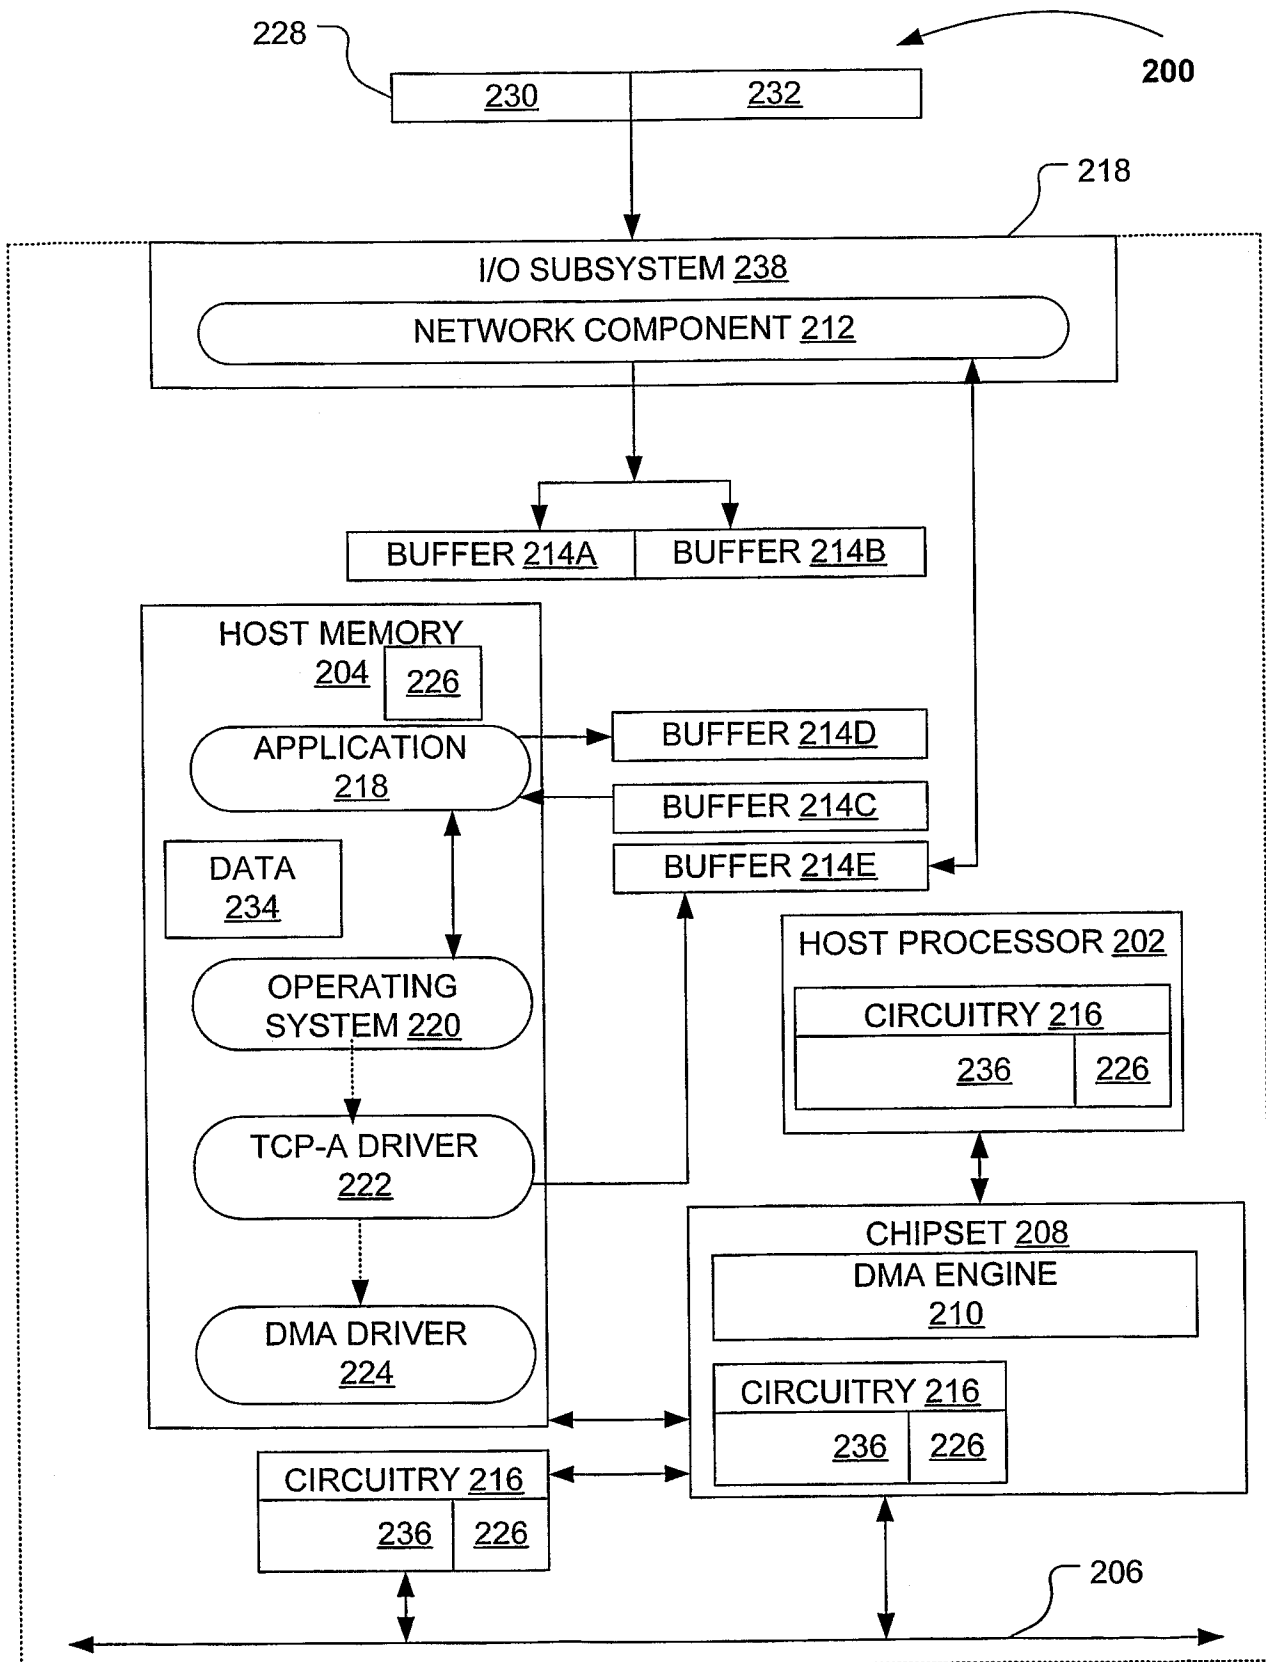 228
200
230 232
218
I/O SUBSYSTEM 238
NETWORK COMPONENT 212
BUFFER 214A BUFFER 214B
HOST MEMORY
204 226
APPLICATION
218
BUFFER 214D
BUFFER 214C
BUFFER 214E
DATA
234
HOST PROCESSOR 202
CIRCUITRY 216
236 226
OPERATING
SYSTEM 220
TCP-A DRIVER
222
CHIPSET 208
DMA ENGINE
210
DMA DRIVER
224
CIRCUITRY 216
236 226
CIRCUITRY 216
236 226
206